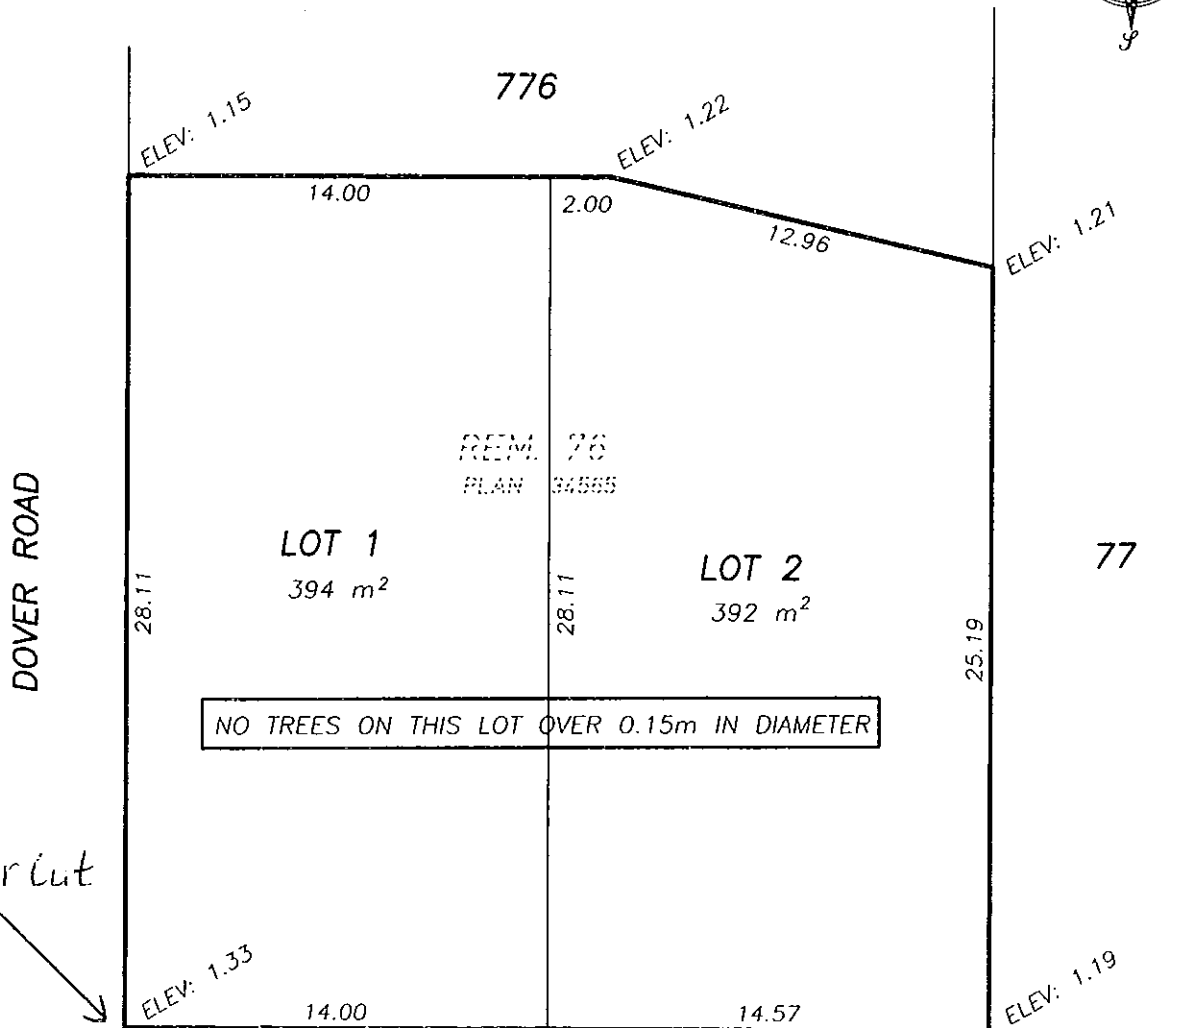 S
776
ELEV: 1.15
ELEV: 1.22
14.00
2.00
12.96
ELEV: 1.21
REM. 76
PLAN 34565
LOT 1
394 m²
LOT 2
392 m²
77
DOVER ROAD
28.11
28.11
25.19
NO TREES ON THIS LOT OVER 0.15m IN DIAMETER
r Cut
ELEV: 1.33
14.00
14.57
ELEV: 1.19